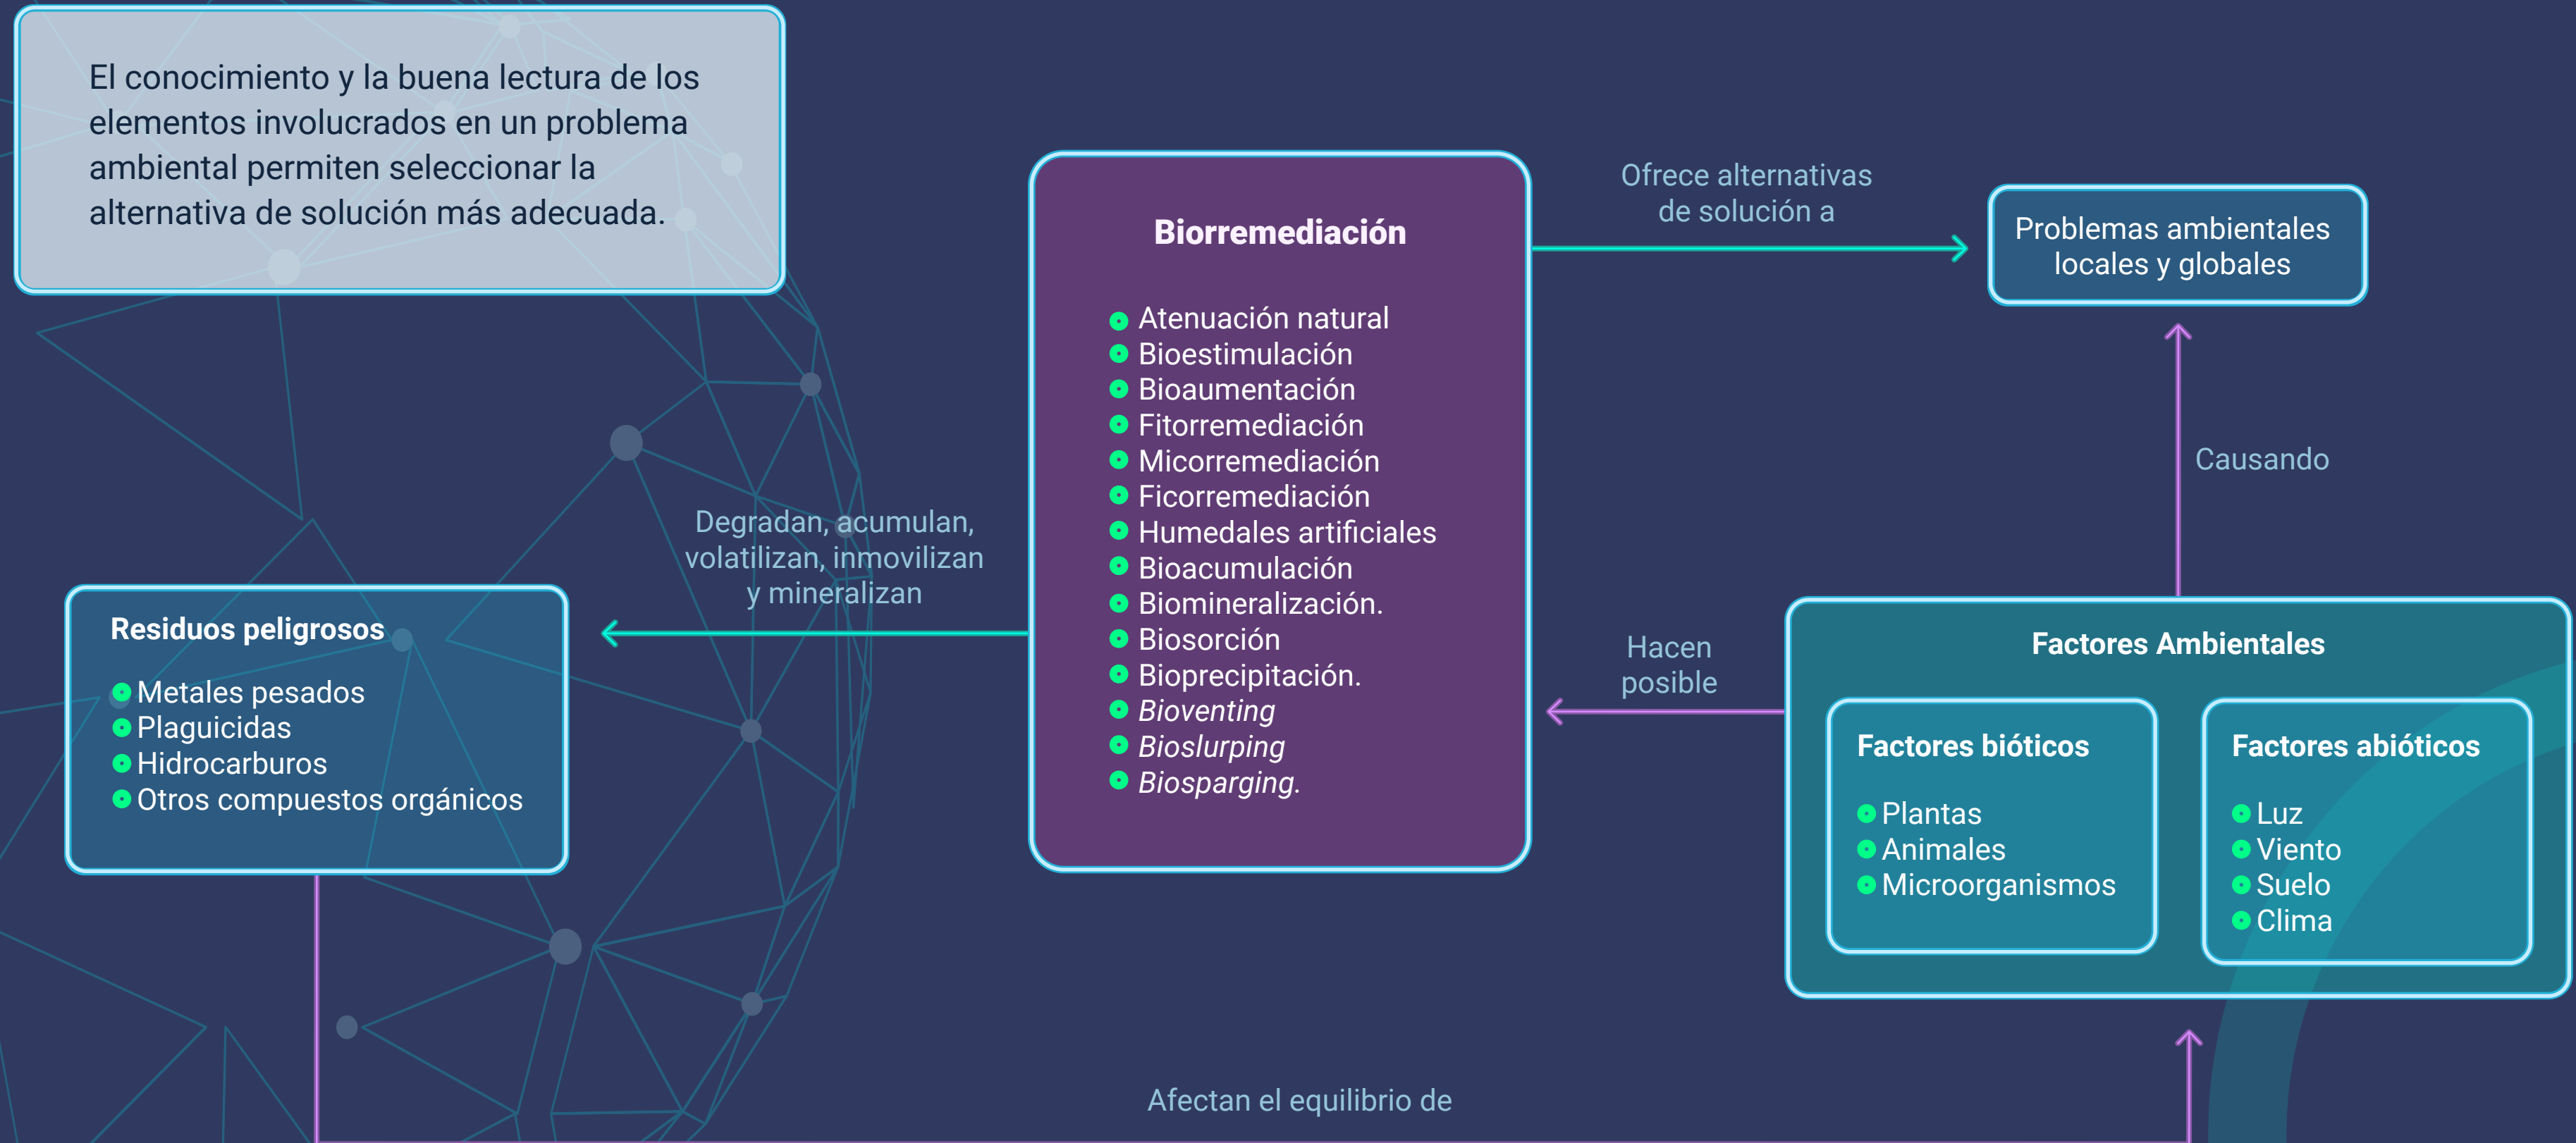 El conocimiento y la buena lectura de los
elementos involucrados en un problema
ambiental permiten seleccionar la
alternativa de solución más adecuada.
Biorremediación
Atenuación natural
Bioestimulación
Bioaumentación
Fitorremediación
Micorremediación
Ficorremediación
Humedales artificiales
Bioacumulación
Biomineralización.
Biosorción
Bioprecipitación.
Bioventing
Bioslurping
Biosparging.
Ofrece alternativas
de solución a
Problemas ambientales
locales y globales
Causando
Degradan, acumulan,
volatilizan, inmovilizan
y mineralizan
Residuos peligrosos
Metales pesados
Plaguicidas
Hidrocarburos
Otros compuestos orgánicos
Hacen
posible
Factores Ambientales
Factores bióticos
Plantas
Animales
Microorganismos
Factores abióticos
Luz
Viento
Suelo
Clima
Afectan el equilibrio de